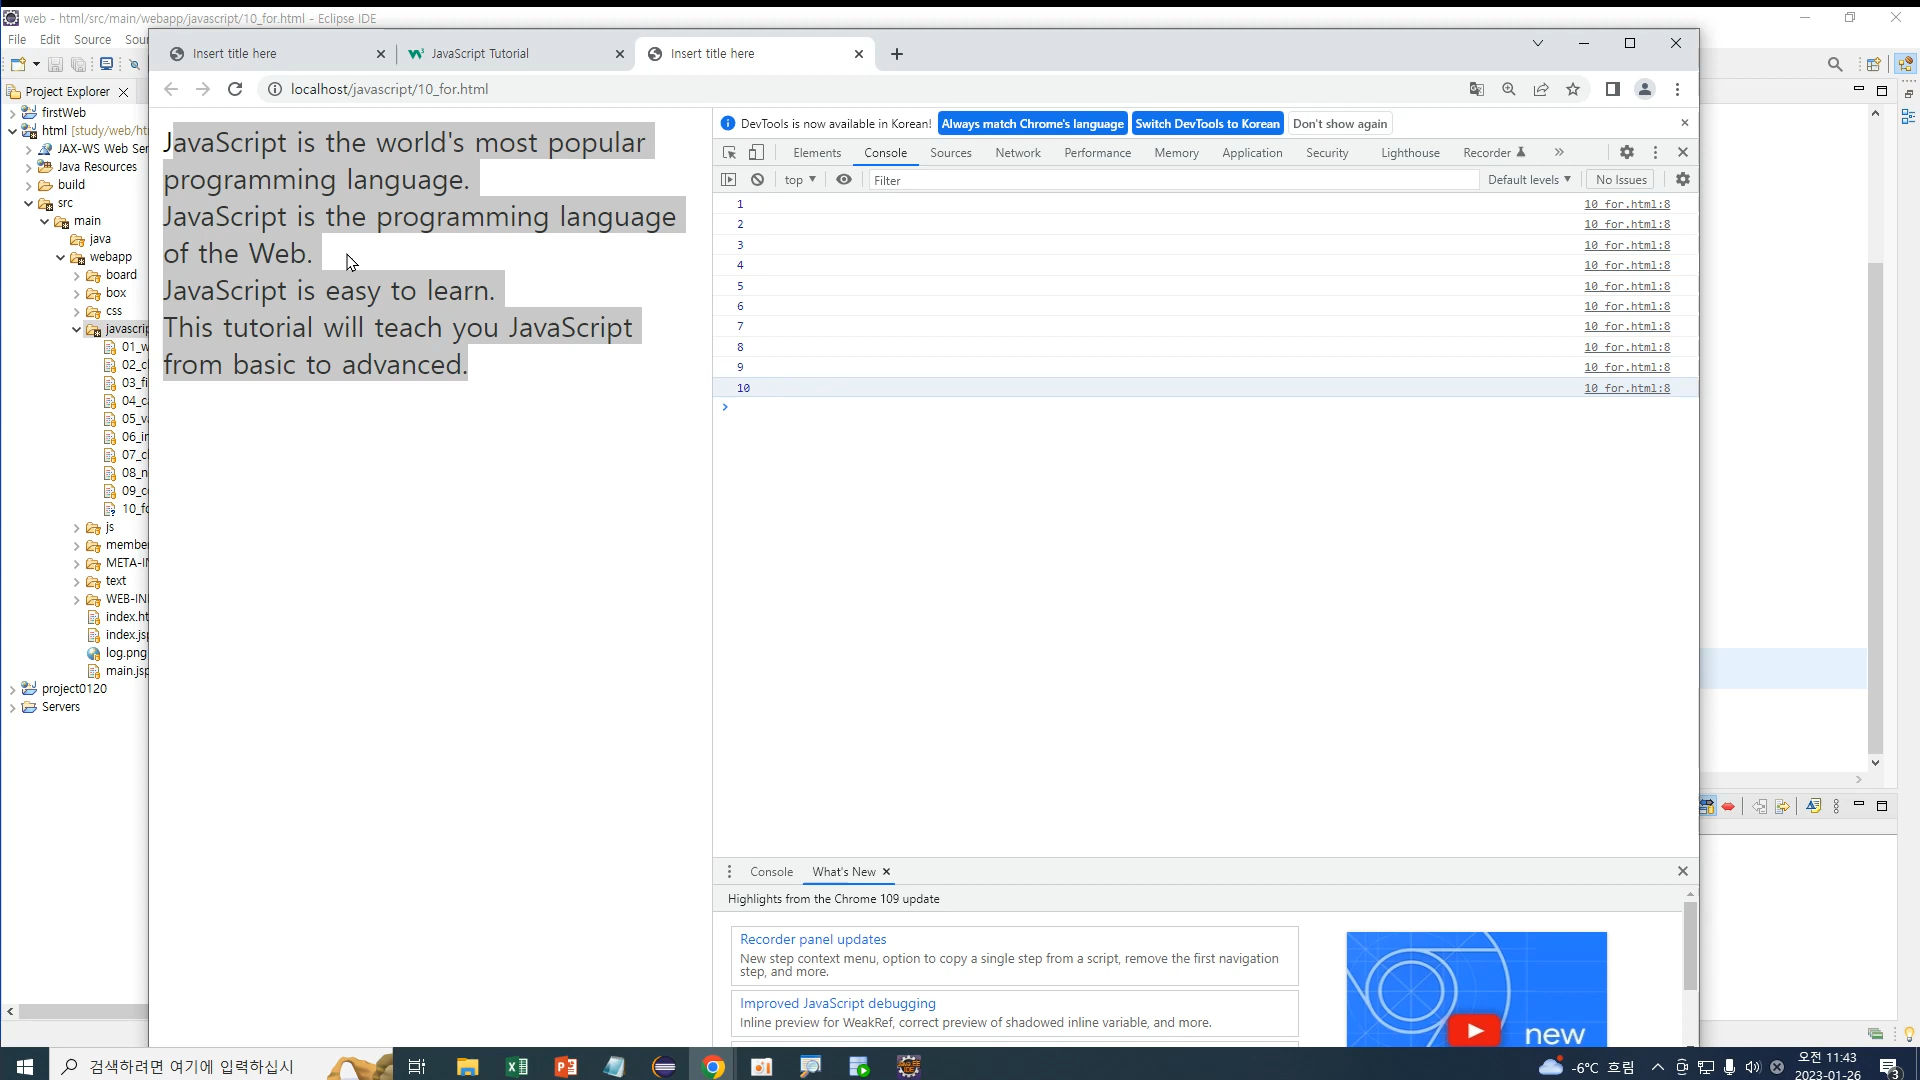 web - html/src/main/webapp/javascript/10_for.html - Eclipse IDE
File Edit Source Sour
Insert title here
JavaScript Tutorial
Insert title here
localhost/javascript/10_for.html
Project Explorer
firstWeb
html [study/web/ht
JAX-WS Web Ser
Java Resources
build
src
main
java
webapp
board
box
css
javascrip
01_w
02_c
03_fi
04_c
05_v
06_in
07_cl
08_n
09_c
10_fo
js
membe
META-IN
text
WEB-IN
index.ht
index.jsp
log.png
main.jsp
project0120
Servers
JavaScript is the world's most popular
programming language.
JavaScript is the programming language
of the Web.
JavaScript is easy to learn.
This tutorial will teach you JavaScript
from basic to advanced.
DevTools is now available in Korean! Always match Chrome's language Switch DevTools to Korean Don't show again
Elements Console Sources Network Performance Memory Application Security Lighthouse Recorder
top Filter Default levels No Issues
1 10_for.html:8
2 10_for.html:8
3 10_for.html:8
4 10_for.html:8
5 10_for.html:8
6 10_for.html:8
7 10_for.html:8
8 10_for.html:8
9 10_for.html:8
10 10_for.html:8
Console What's New
Highlights from the Chrome 109 update
Recorder panel updates
New step context menu, option to copy a single step from a script, remove the first navigation
step, and more.
Improved JavaScript debugging
Inline preview for WeakRef, correct preview of shadowed inline variable, and more.
new
검색하려면 여기에 입력하십시
-6°C 흐림
오전 11:43
2023-01-26
3